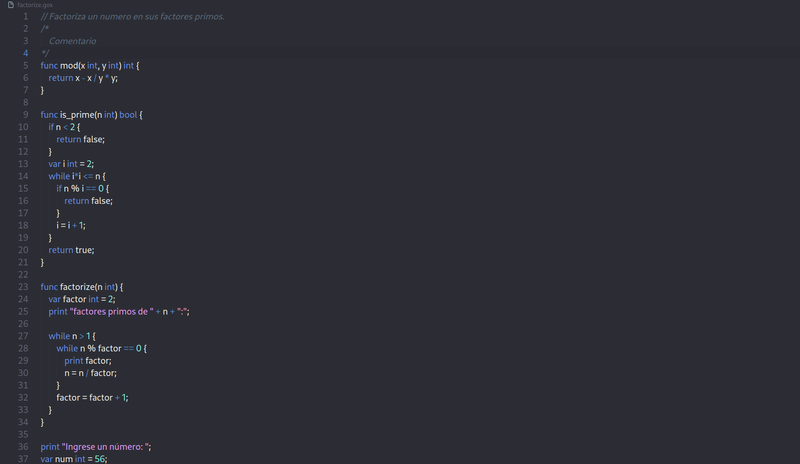 factorize.gox
1 // Factoriza un numero en sus factores primos.
2 /*
3 Comentario
4 */
5 func mod(x int, y int) int {
6 return x - x / y * y;
7 }
8
9 func is_prime(n int) bool {
10 if n < 2 {
11 return false;
12 }
13 var i int = 2;
14 while i*i <= n {
15 if n % i == 0 {
16 return false;
17 }
18 i = i + 1;
19 }
20 return true;
21 }
22
23 func factorize(n int) {
24 var factor int = 2;
25 print "factores primos de " + n + ":";
26
27 while n > 1 {
28 while n % factor == 0 {
29 print factor;
30 n = n / factor;
31 }
32 factor = factor + 1;
33 }
34 }
35
36 print "Ingrese un número: ";
37 var num int = 56;